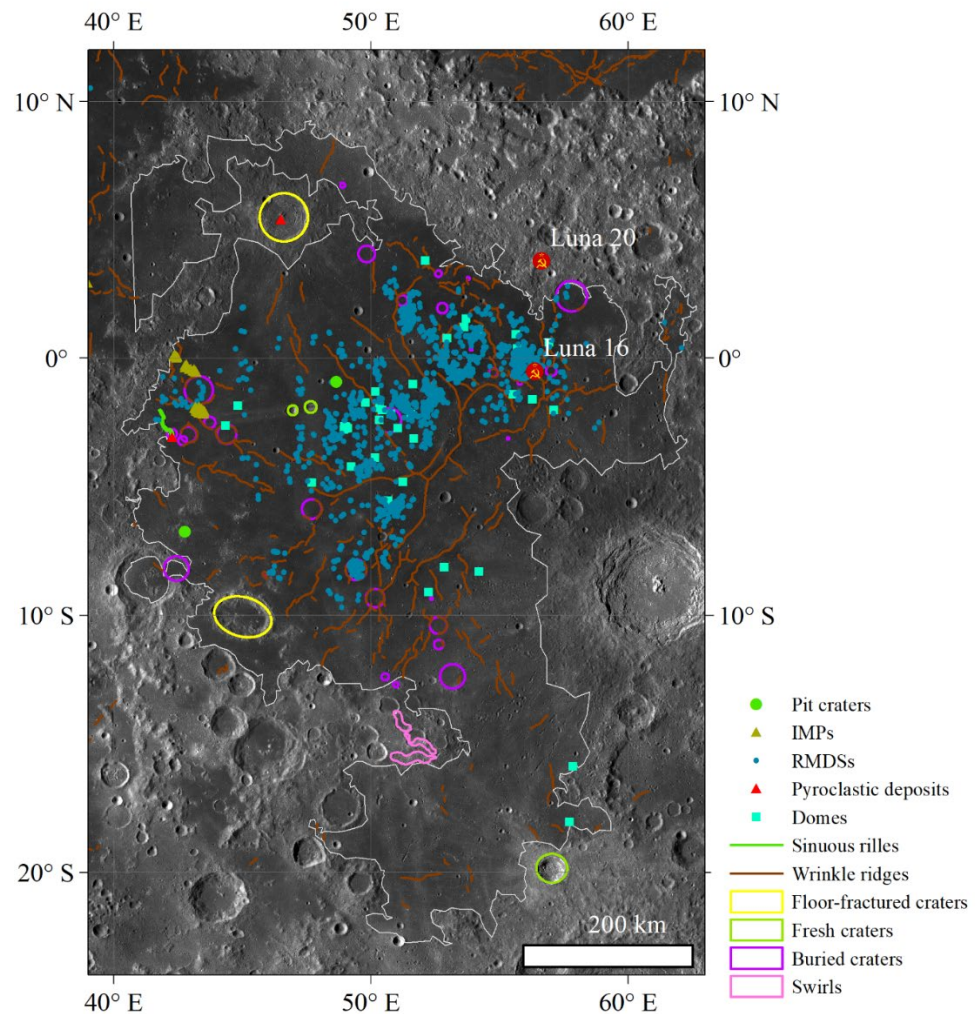 40° E 50° E 60° E
10° N 10° N
Luna 20
Luna 16
0° 0°
10° S 10° S
Pit craters
IMPs
RMDSs
Pyroclastic deposits
Domes
Sinuous rilles
Wrinkle ridges
Floor-fractured craters
Fresh craters
Buried craters
Swirls
20° S 20° S
200 km
40° E 50° E 60° E